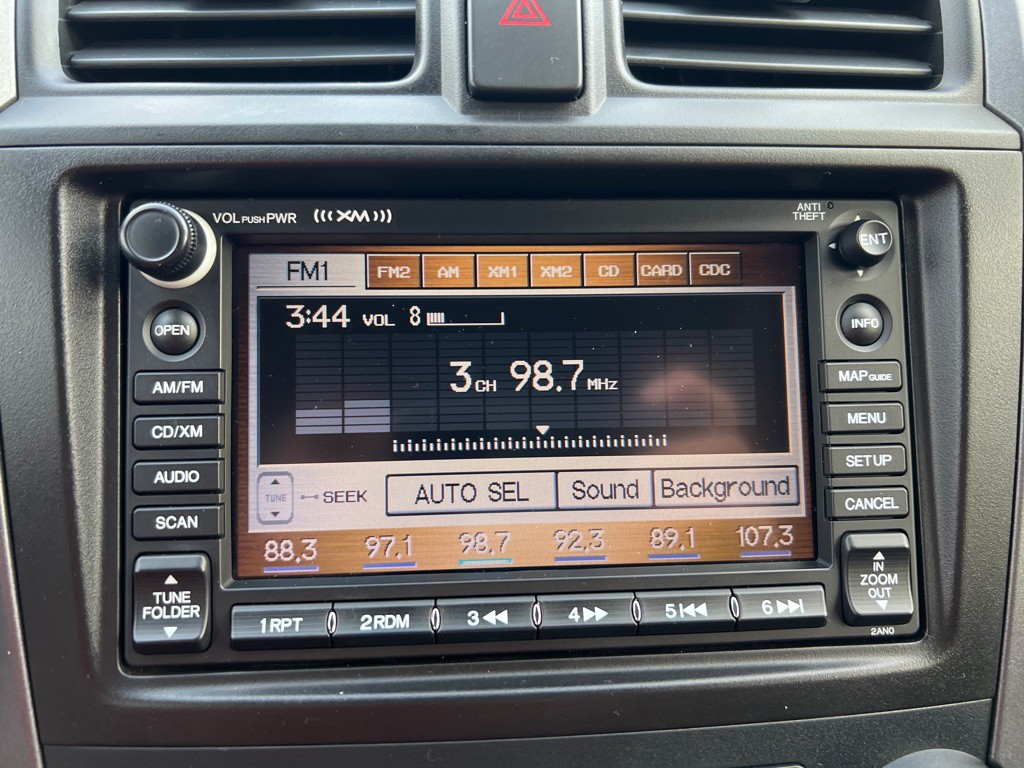 VOL PUSH PWR XM ANTI THEFT
ENT
FM1 FM2 AM XM1 XM2 CD CARD CDC
3:44 VOL 8
OPEN
INFO
3 CH 98.7 MHz
AM/FM
MAP GUIDE
CD/XM
MENU
AUDIO
SET UP
TUNE SEEK AUTO SEL Sound Background
SCAN
CANCEL
88.3 97.1 98.7 92.3 89.1 107.3
TUNE
FOLDER
IN
ZOOM
OUT
1 RPT 2 RDM 3 4 5 6
2AN0